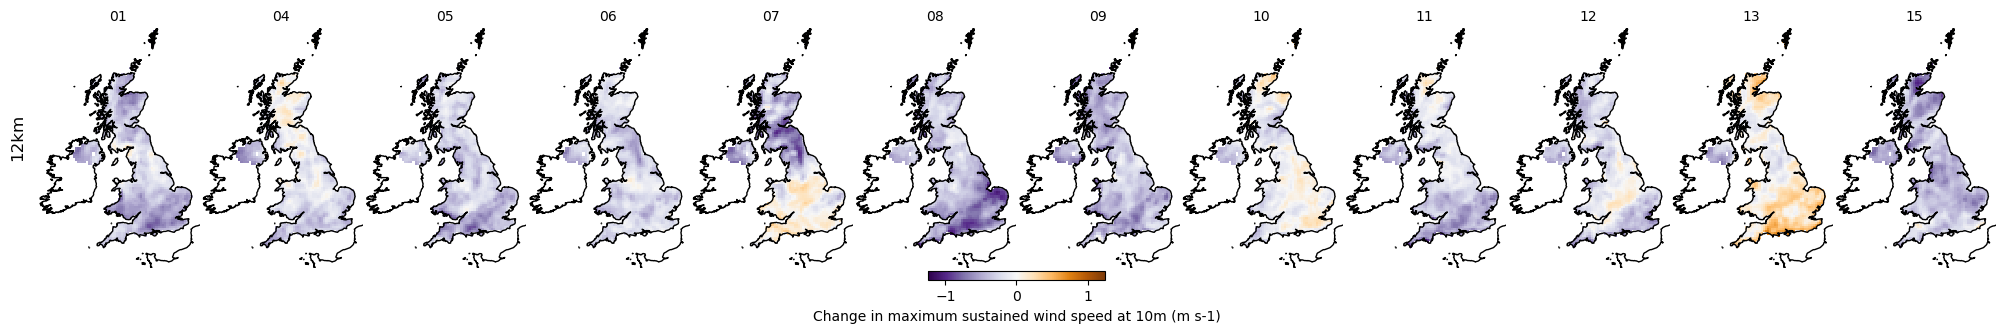 01 04 05 06 07 08 09 10 11 12 13 15
12km
−1 0 1
Change in maximum sustained wind speed at 10m (m s-1)